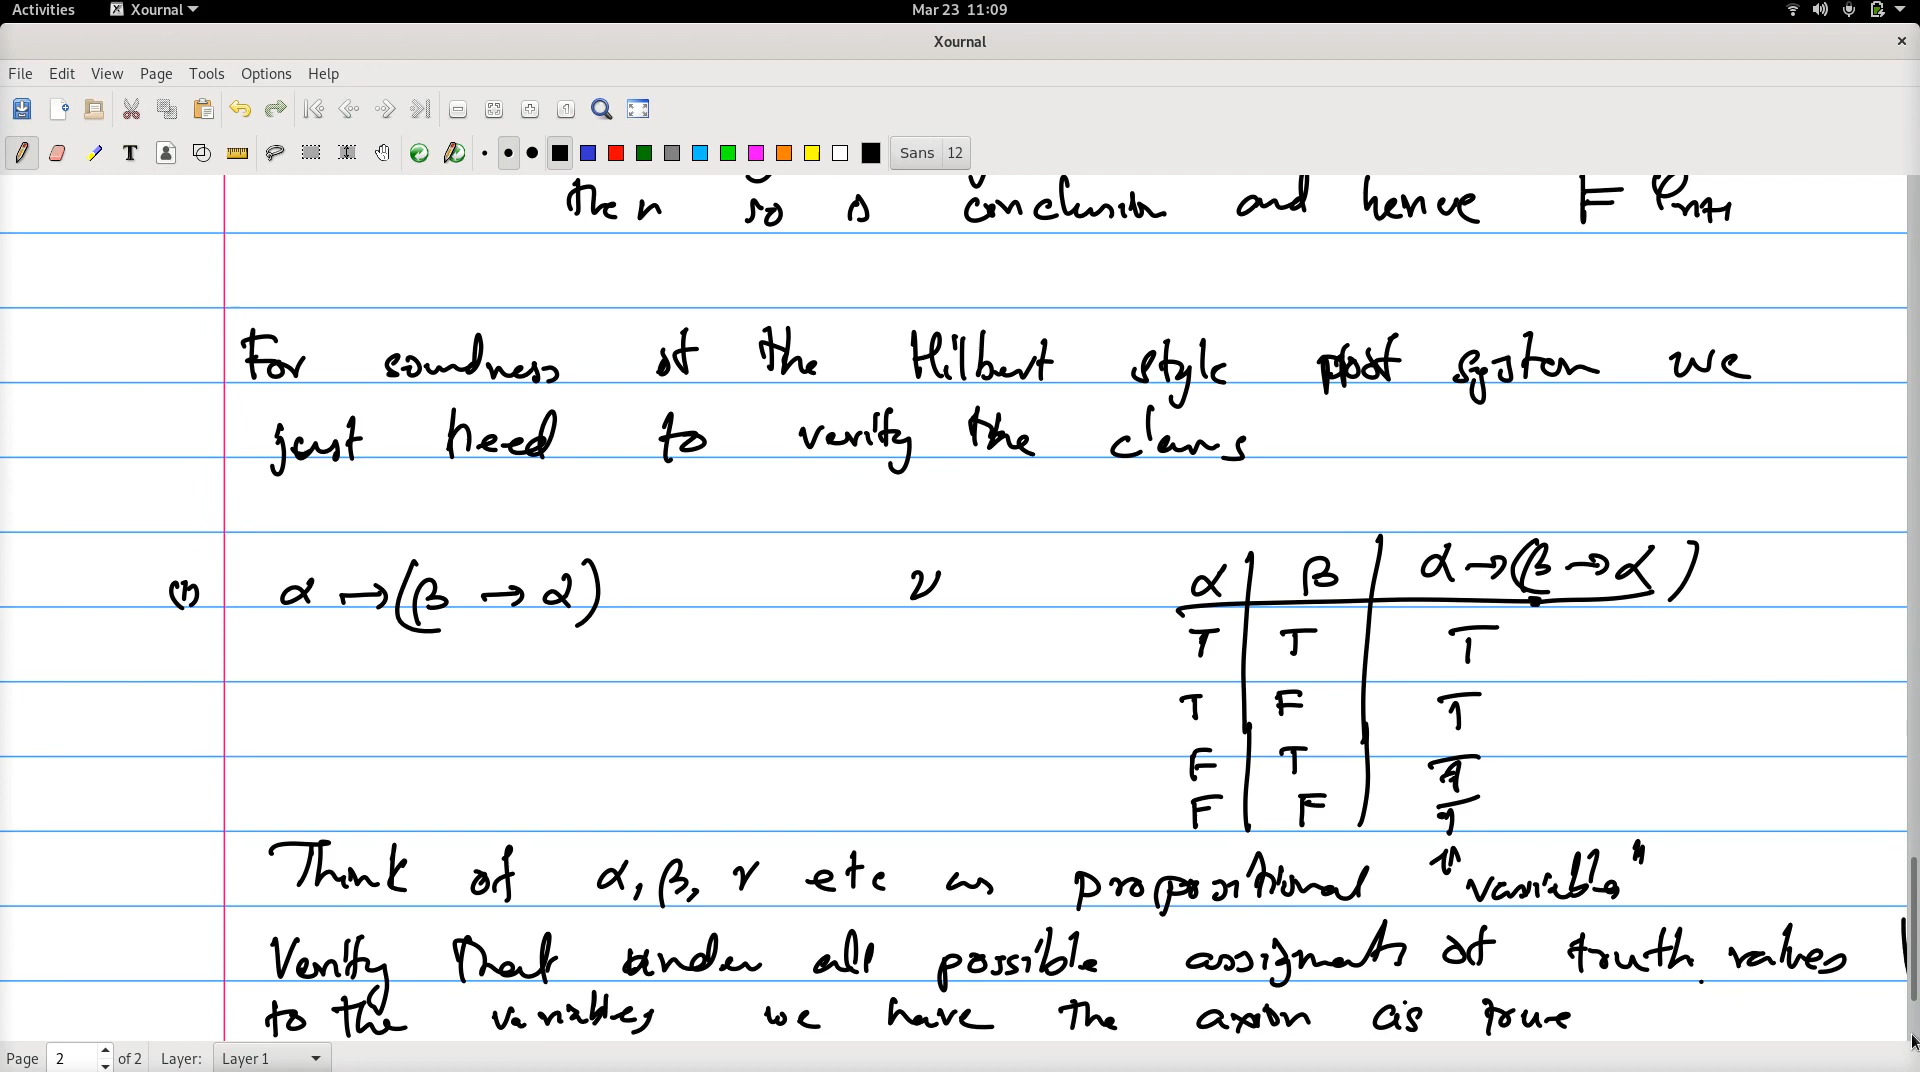 Activities Xournal Mar 23 11:09
Xournal
File Edit View Page Tools Options Help
Sans 12
then so is conclusion and hence ⊨ φn+1
For soundness of the Hilbert style proof system we
just need to verify the claims
(1) α → (β → α) ν α β α → (β → α)
T T T
T F T
F T T
F F T
Think of α, β, γ etc as propositional "variables"
Verify that under all possible assignments of truth values
to the variables we have the axiom as true
Page 2 of 2 Layer: Layer 1